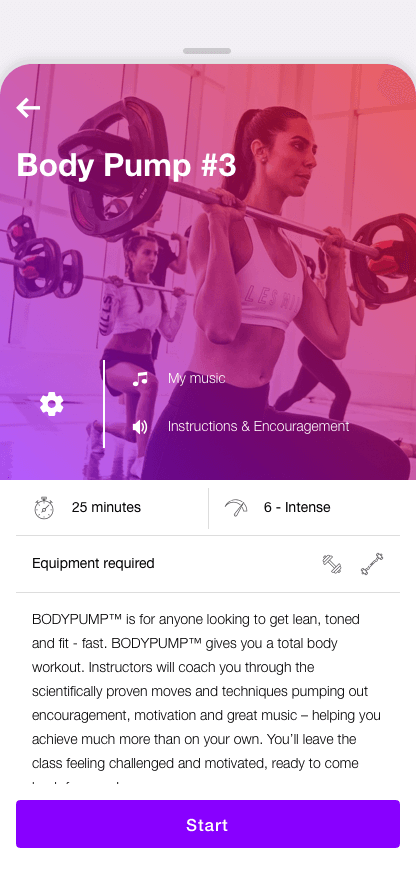 Body Pump #3
LES MI
My music
Instructions & Encouragement
25 minutes
6 - Intense
Equipment required
BODYPUMP™ is for anyone looking to get lean, toned
and fit - fast. BODYPUMP™ gives you a total body
workout. Instructors will coach you through the
scientifically proven moves and techniques pumping out
encouragement, motivation and great music – helping you
achieve much more than on your own. You’ll leave the
class feeling challenged and motivated, ready to come
Start